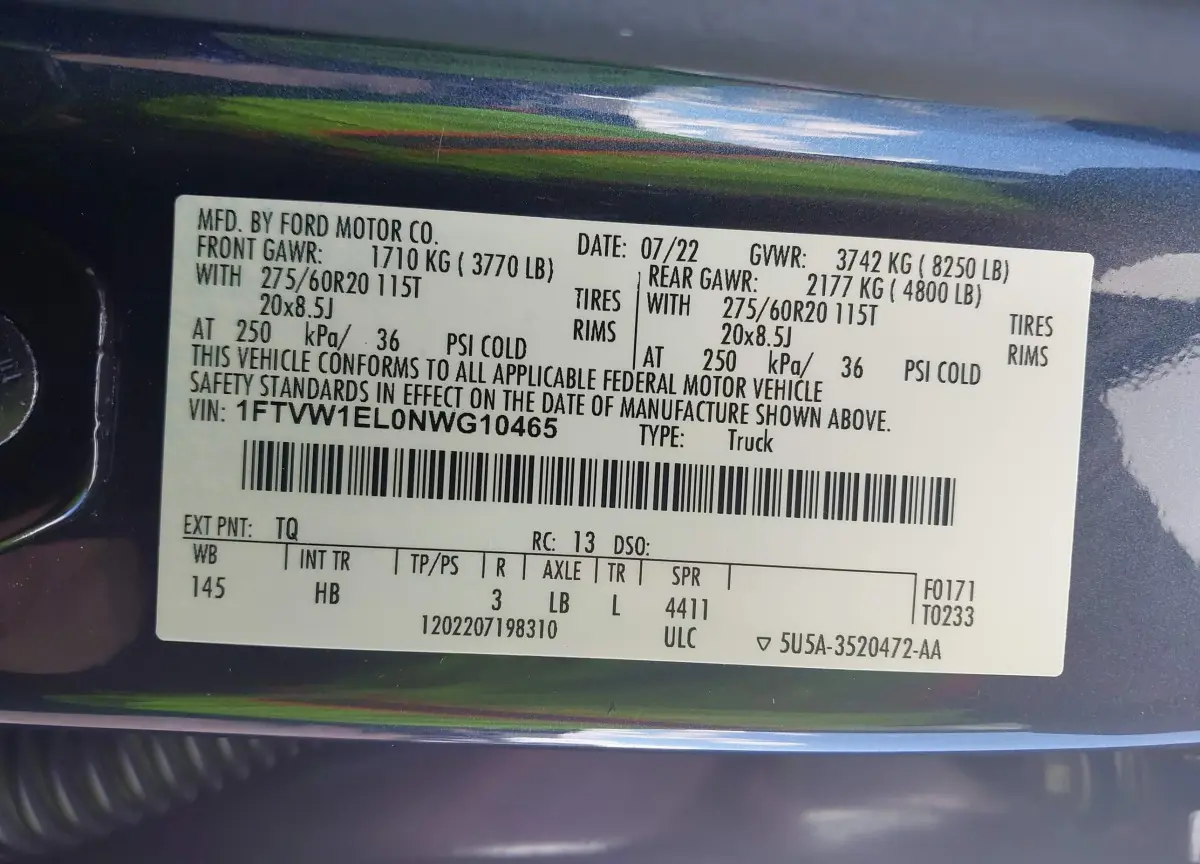 MFD. BY FORD MOTOR CO.
DATE: 07/22 GVWR: 3742 KG ( 8250 LB)
FRONT GAWR: 1710 KG ( 3770 LB)
WITH 275/60R20 115T TIRES
20x8.5J RIMS
AT 250 kPa/ 36 PSI COLD
REAR GAWR: 2177 KG ( 4800 LB)
WITH 275/60R20 115T TIRES
20x8.5J RIMS
AT 250 kPa/ 36 PSI COLD
THIS VEHICLE CONFORMS TO ALL APPLICABLE FEDERAL MOTOR VEHICLE
SAFETY STANDARDS IN EFFECT ON THE DATE OF MANUFACTURE SHOWN ABOVE.
VIN: 1FTVW1EL0NWG10465 TYPE: Truck
EXT PNT: TQ RC: 13 DSO:
WB INT TR TP/PS R AXLE TR SPR
145 HB 3 LB L 4411
F0171
T0233
1202207198310 ULC ▽ 5U5A-3520472-AA